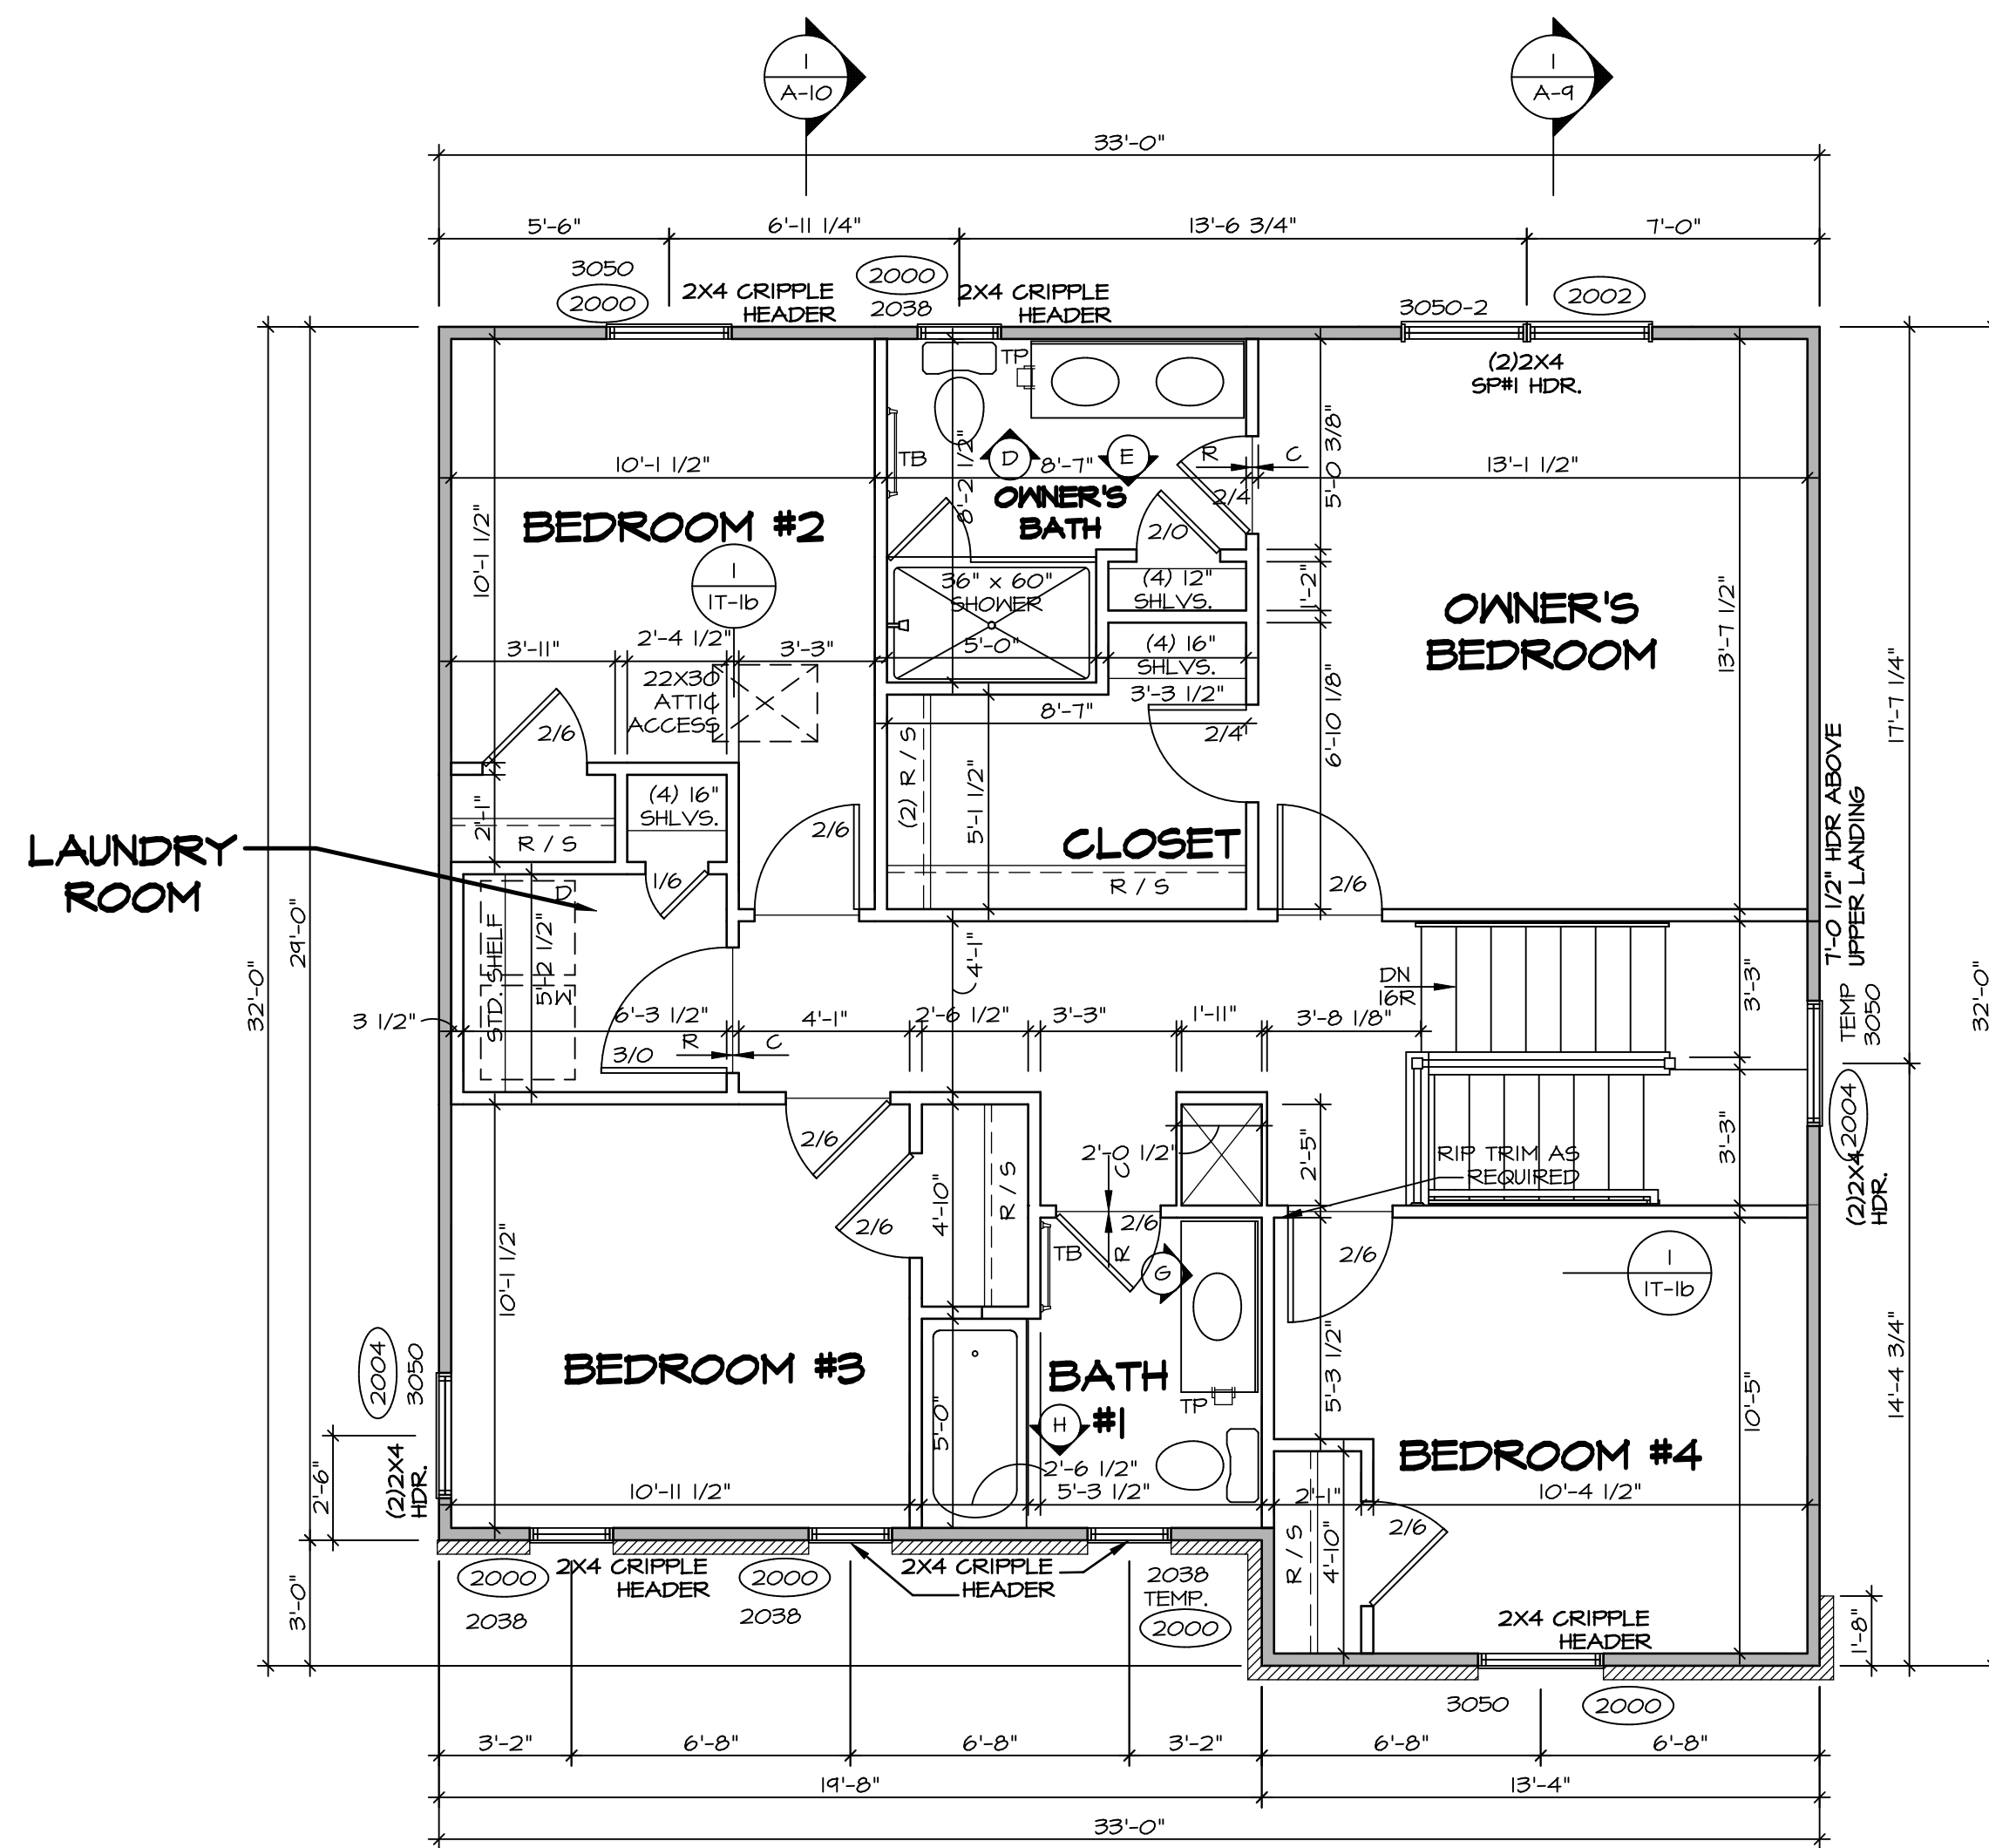 1
A-10
1
A-9
33'-0"
5'-6"
6'-11 1/4"
13'-6 3/4"
7'-0"
3050
2000
2X4 CRIPPLE
HEADER
2000
2038
2X4 CRIPPLE
HEADER
3050-2
2002
(2)2X4
SP#1 HDR.
TP
TB
D
E
R
C
10'-1 1/2"
8'-7"
13'-1 1/2"
8'-2 1/2"
5'-0 3/8"
10'-1 1/2"
BEDROOM #2
OWNER'S
BATH
2/4
2/0
1
1T-1b
36" x 60"
SHOWER
5'-0"
(4) 12"
SHLVS.
1'-2"
(4) 16"
SHLVS.
3'-3 1/2"
OWNER'S
BEDROOM
13'-7 1/2"
3'-11"
2'-4 1/2"
3'-3"
22X30
ATTIC
ACCESS
2/6
8'-7"
2/4
6'-10 1/8"
(2) R / S
5'-1 1/2"
17'-7 1/4"
7'-0 1/2" HDR ABOVE
UPPER LANDING
2'-1"
R / S
(4) 16"
SHLVS.
2/6
CLOSET
R / S
2/6
LAUNDRY
ROOM
1/6
D
W
STD. SHELF
5'-2 1/2"
29'-0"
32'-0"
4'-1"
DN
16R
3'-3"
TEMP
3050
32'-0"
3 1/2"
6'-3 1/2"
4'-1"
2'-6 1/2"
3'-3"
1'-11"
3'-8 1/8"
3/0
R
C
2004
(2)2X4
HDR.
2/6
2'-0 1/2"
C
R
2'-5"
RIP TRIM AS
REQUIRED
3'-3"
2/6
4'-10"
R / S
2/6
TB
G
2/6
1
1T-1b
10'-1 1/2"
2004
3050
(2)2X4
HDR.
BEDROOM #3
BATH
#1
H
TP
5'-3 1/2"
10'-5"
14'-4 3/4"
BEDROOM #4
5'-0"
2'-6"
10'-11 1/2"
2'-6 1/2"
5'-3 1/2"
2'-1"
10'-4 1/2"
R / S
4'-10"
2/6
3'-0"
2000
2038
2X4 CRIPPLE
HEADER
2000
2038
2X4 CRIPPLE
HEADER
2038
TEMP.
2000
2X4 CRIPPLE
HEADER
1'-8"
3050
2000
3'-2"
6'-8"
6'-8"
3'-2"
6'-8"
6'-8"
19'-8"
13'-4"
33'-0"